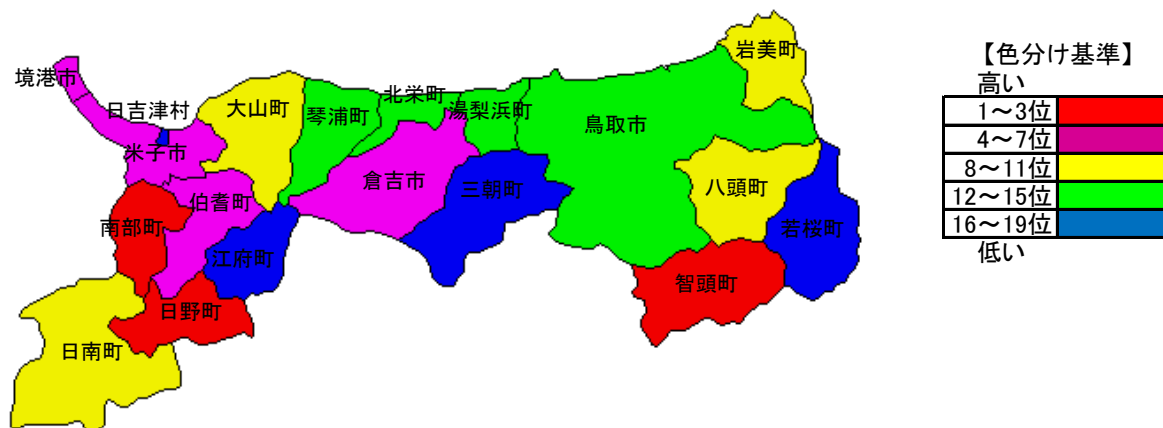 岩美町
境港市
日吉津村
大山町
北栄町
琴浦町
湯梨浜町
鳥取市
米子市
倉吉市
三朝町
八頭町
伯耆町
南部町
若桜町
江府町
智頭町
日野町
日南町
【色分け基準】
高い
1～3位
4～7位
8～11位
12～15位
16～19位
低い